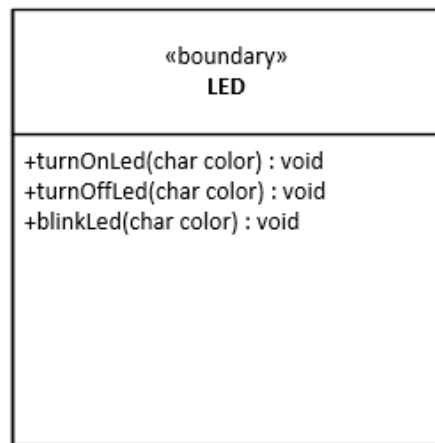 «boundary»
LED
+turnOnLed(char color) : void
+turnOffLed(char color) : void
+blinkLed(char color) : void